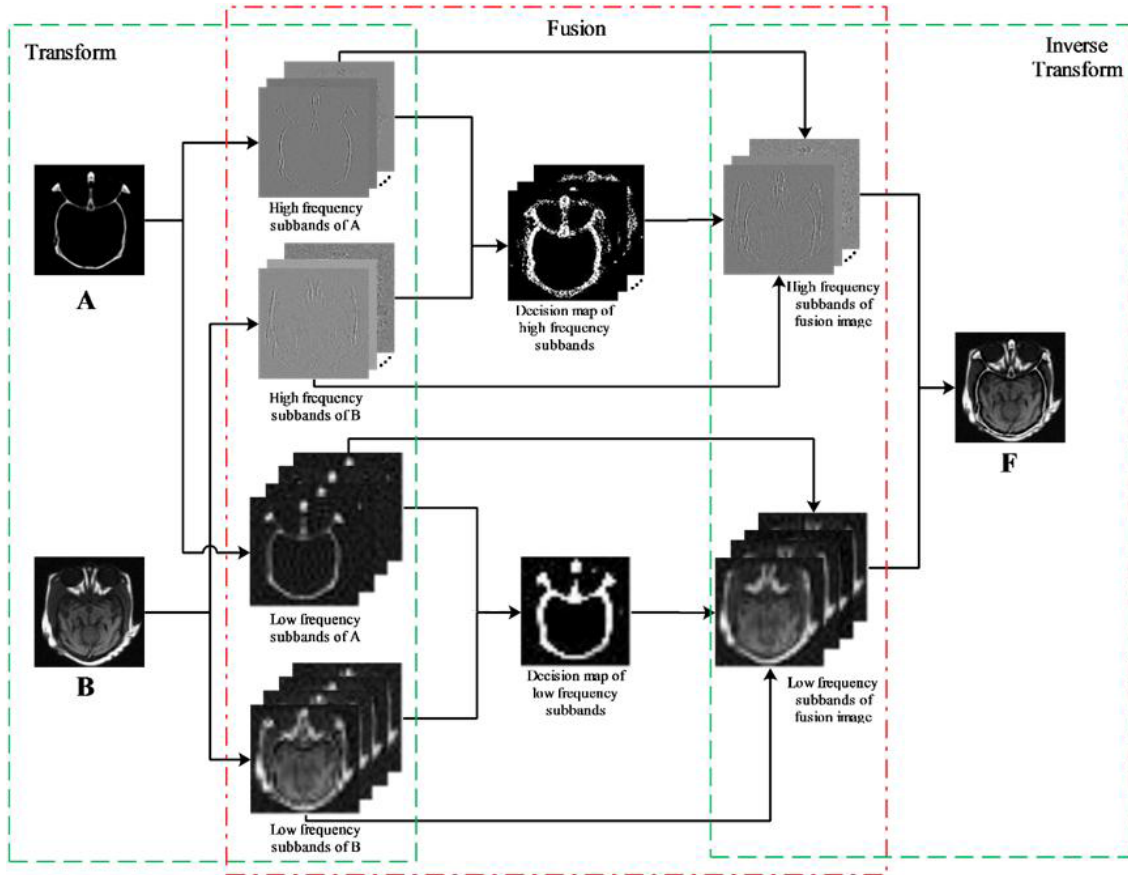 Transform
Fusion
Inverse
Transform
High frequency
subbands of A
A
High frequency
subbands of B
Decision map of
high frequency
subbands
High frequency
subbands of
fusion image
F
Low frequency
subbands of A
B
Low frequency
subbands of B
Decision map of
low frequency
subbands
Low frequency
subbands of
fusion image